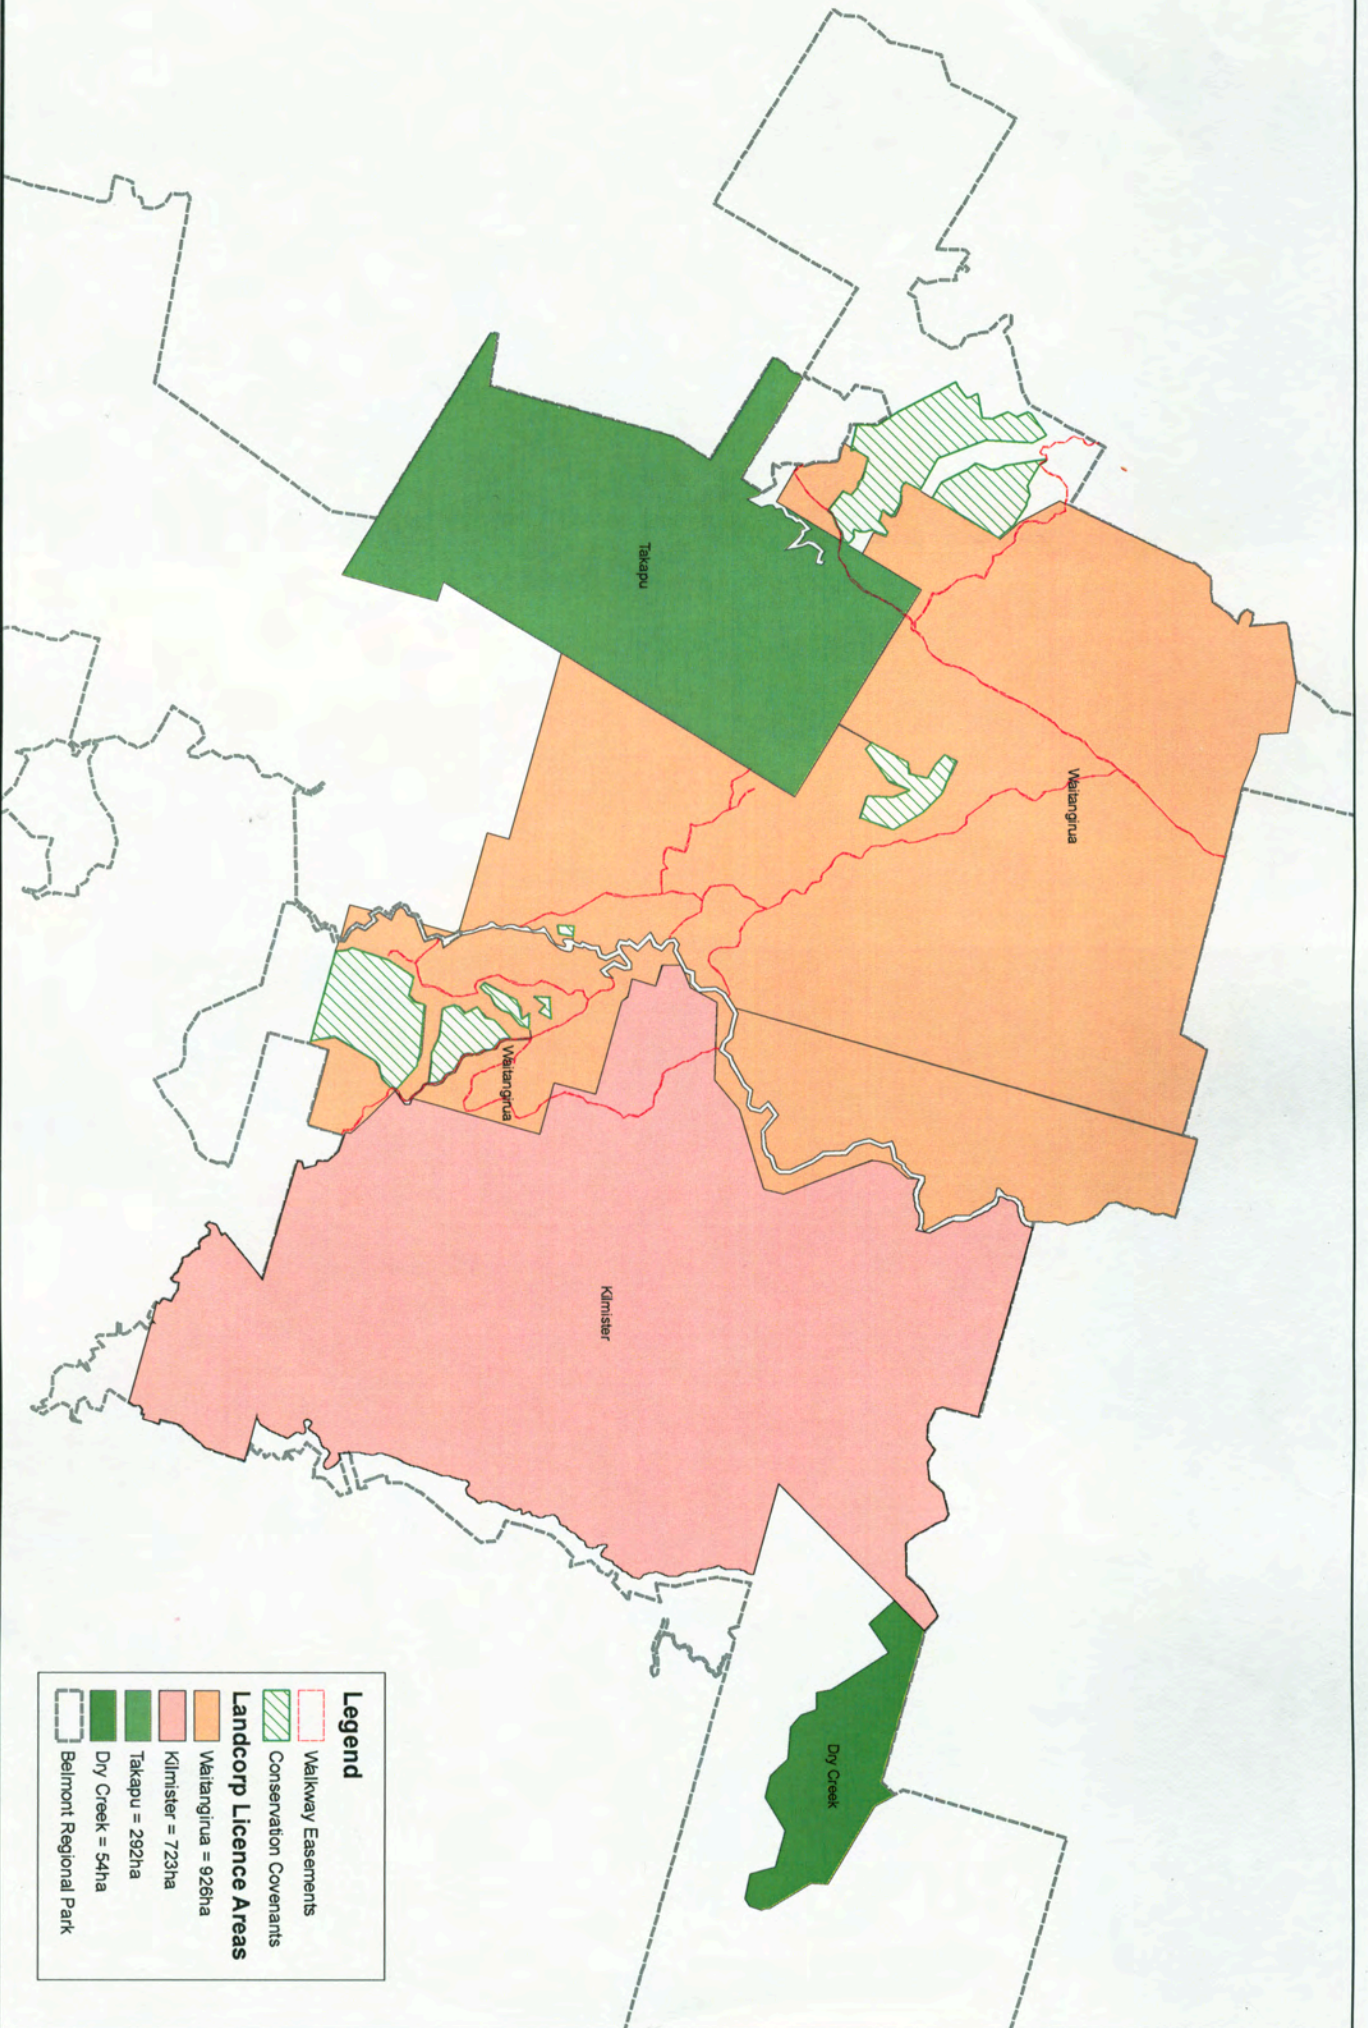 Takapu
Waitangirua
Waitangirua
Kilmister
Dry Creek
Legend
Walkway Easements
Conservation Covenants
Landcorp Licence Areas
Waitangirua = 926ha
Kilmister = 723ha
Takapu = 292ha
Dry Creek = 54ha
Belmont Regional Park